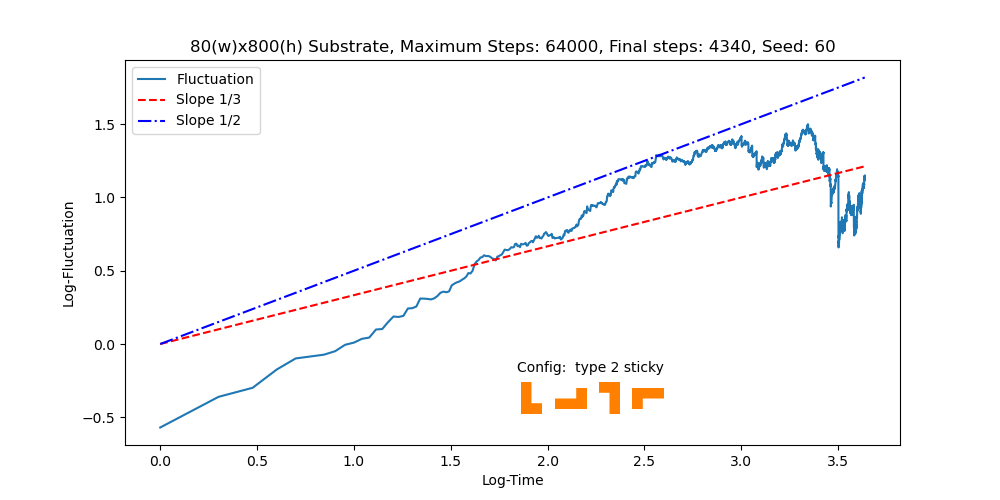 80(w)x800(h) Substrate, Maximum Steps: 64000, Final steps: 4340, Seed: 60
Fluctuation
Slope 1/3
Slope 1/2
1.5
1.0
0.5
0.0
−0.5
Log-Fluctuation
Config:  type 2 sticky
0.0 0.5 1.0 1.5 2.0 2.5 3.0 3.5
Log-Time